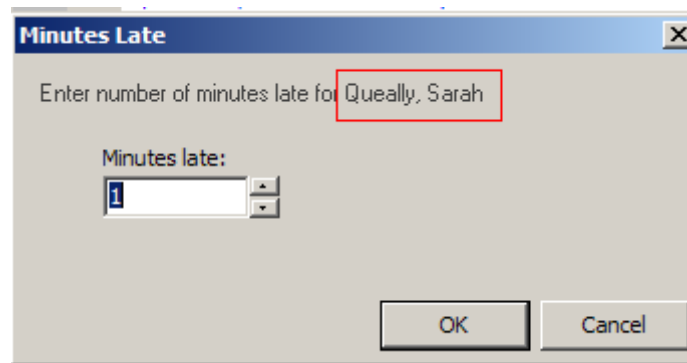 Minutes Late
Enter number of minutes late for Queally, Sarah
Minutes late:
1
OK Cancel